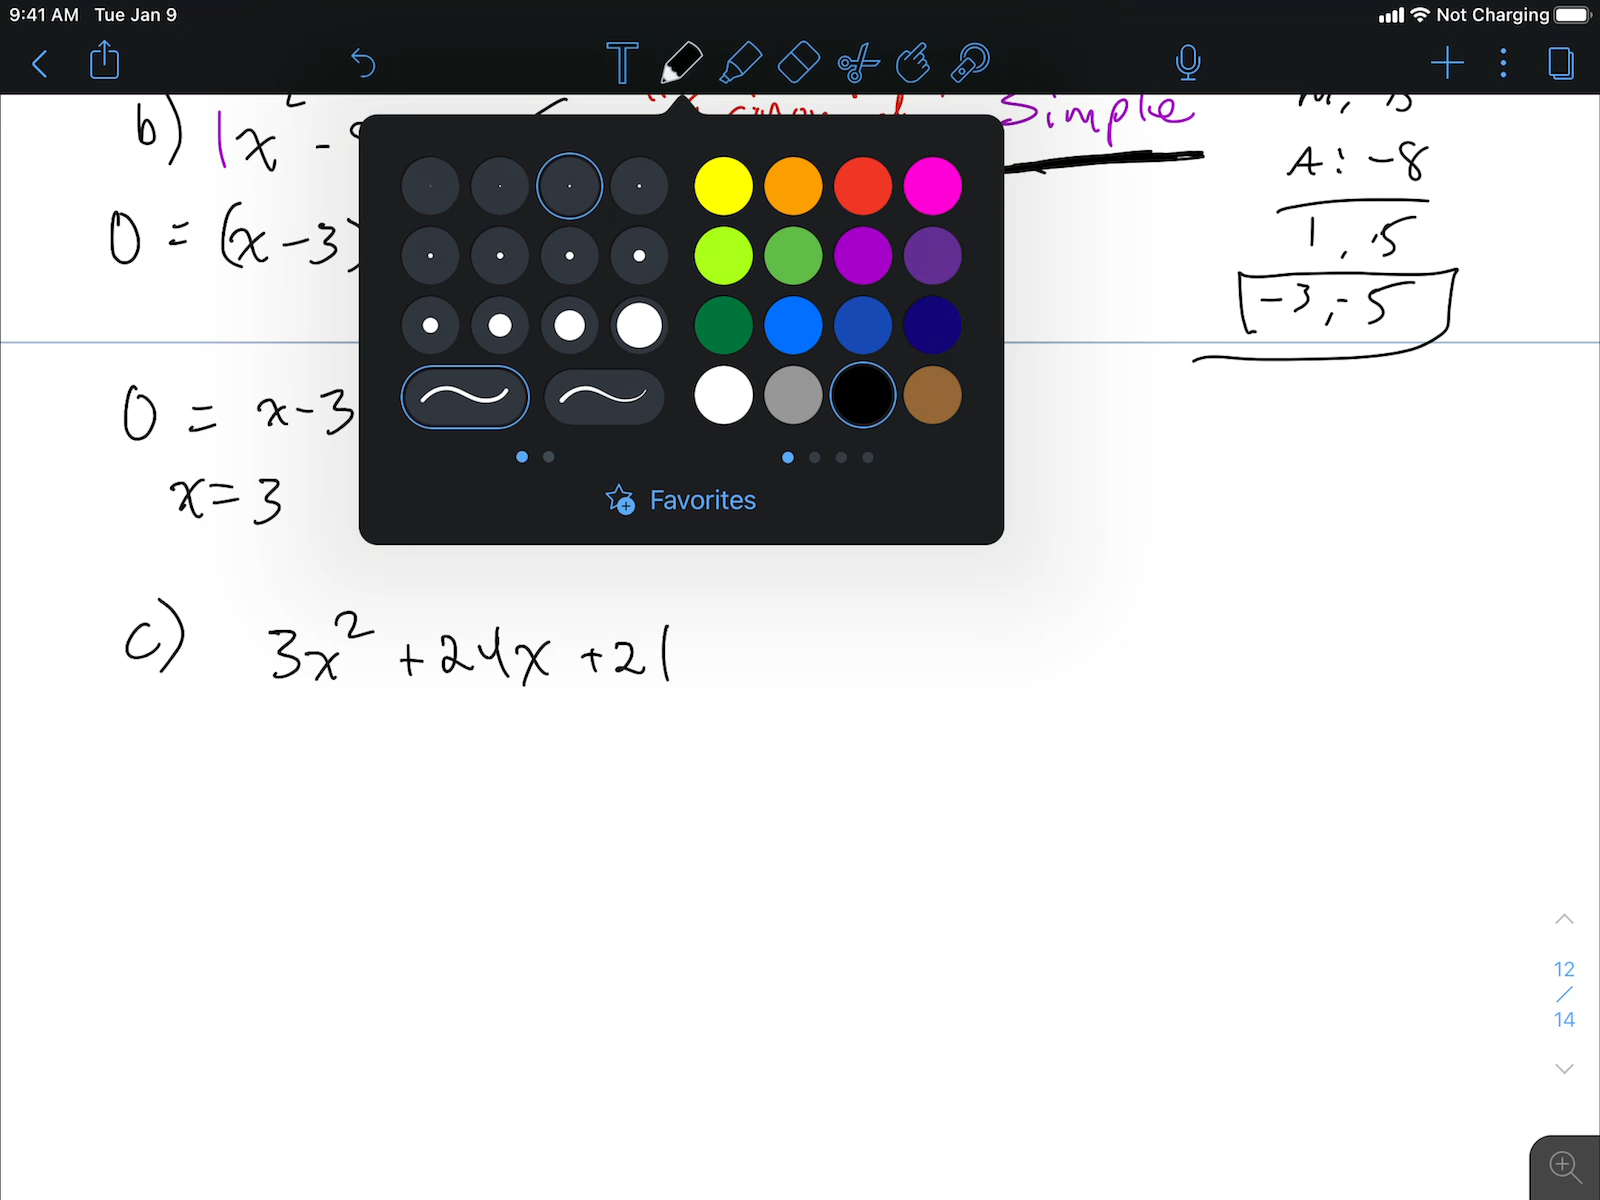 9:41 AM Tue Jan 9
Not Charging
b) 1x² -
Simple
A: -8
0 = (x-3)
1, 5
-3, -5
0 = x-3
x=3
Favorites
c) 3x² +24x +21
12
/
14